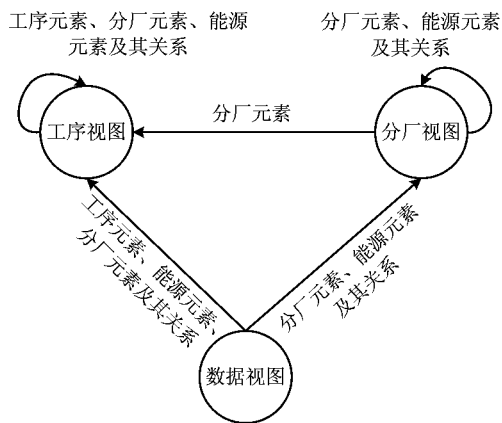 工序元素、分厂元素、能源
元素及其关系
分厂元素、能源元素
及其关系
工序视图
分厂元素
分厂视图
工序元素、能源元素、
分厂元素及其关系
分厂元素、能源元素
及其关系
数据视图